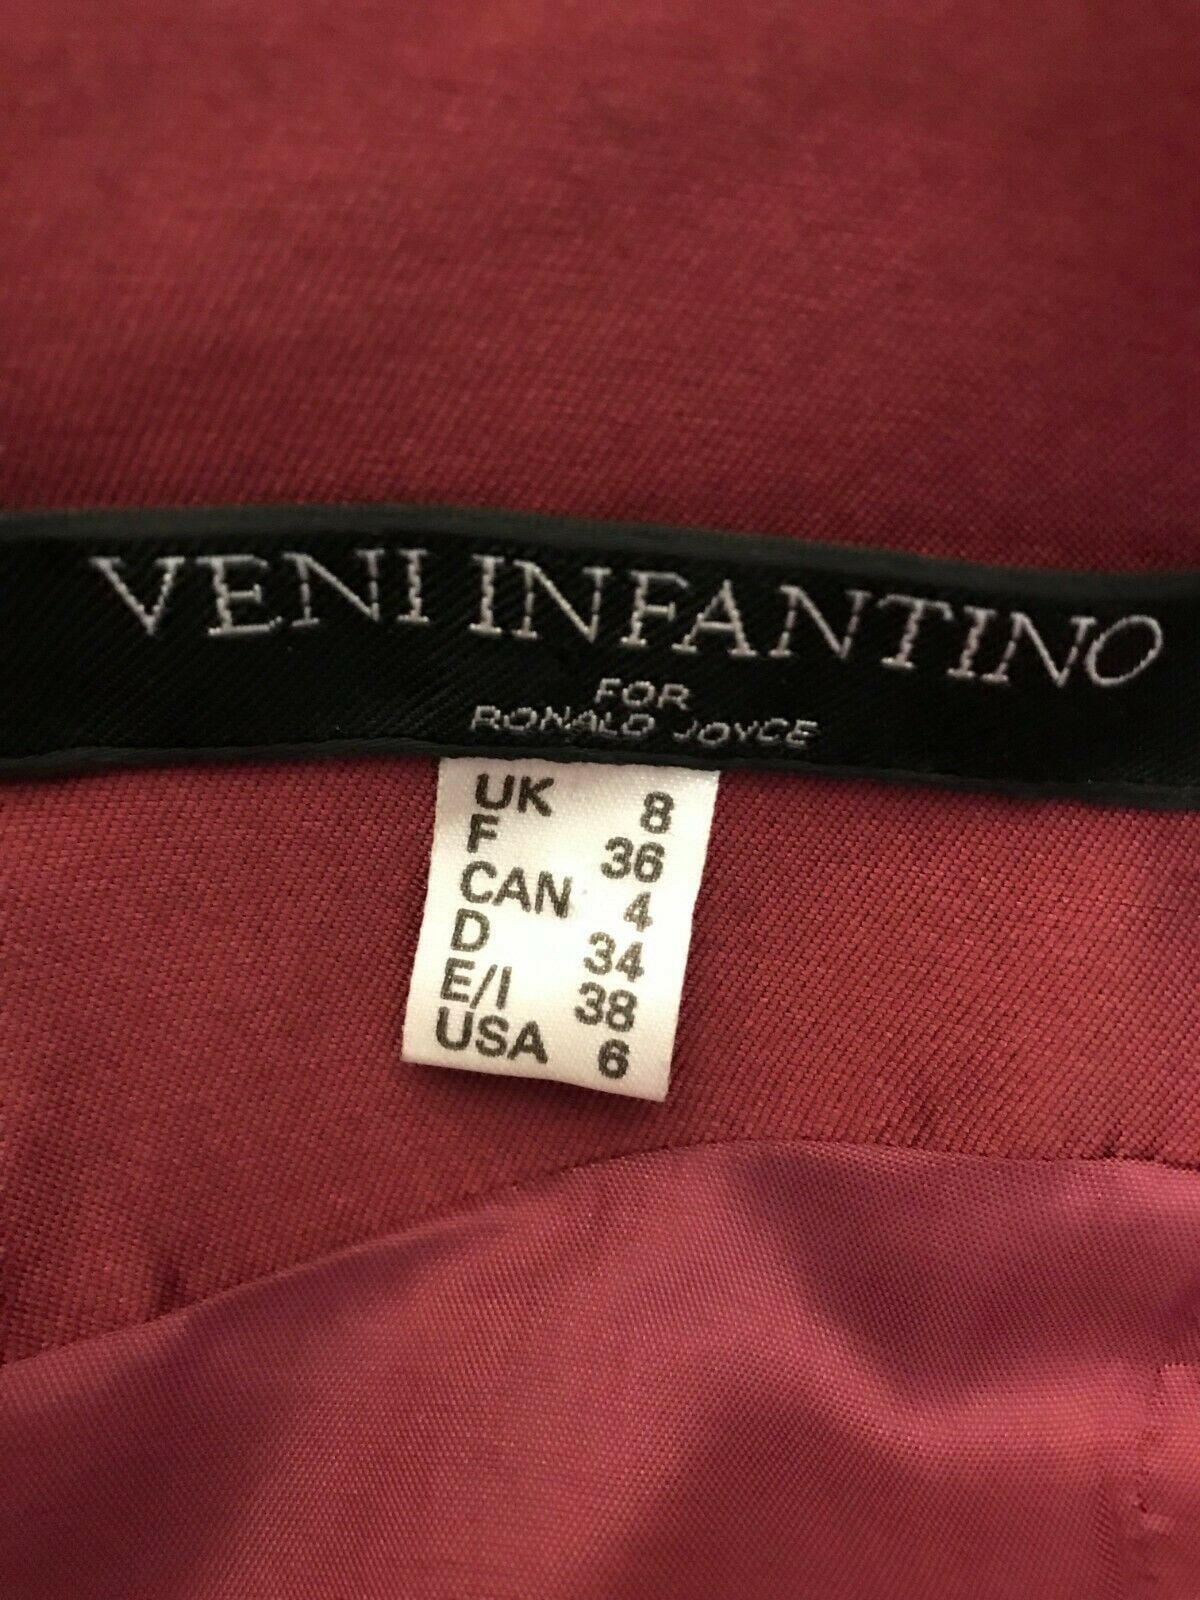 VENI INFANTINO
FOR
RONALD JOYCE
UK 8
F 36
CAN 4
D 34
E/I 38
USA 6